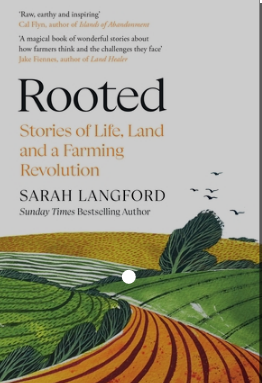 'Raw, earthy and inspiring'
Cal Flyn, author of Islands of Abandonment
'A magical book of wonderful stories about
how farmers think and the challenges they face'
Jake Fiennes, author of Land Healer
Rooted
Stories of Life, Land
and a Farming
Revolution
SARAH LANGFORD
Sunday Times Bestselling Author